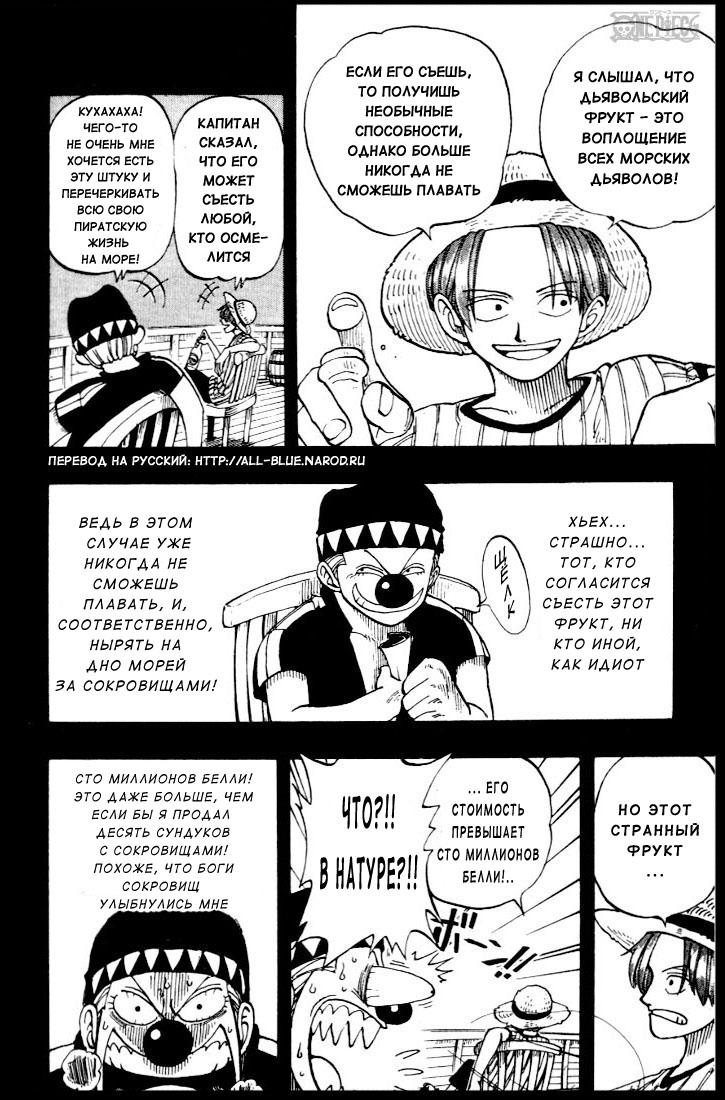 ONE PIECE
Я СЛЫШАЛ, ЧТО
ДЬЯВОЛЬСКИЙ
ФРУКТ - ЭТО
ВОПЛОЩЕНИЕ
ВСЕХ МОРСКИХ
ДЬЯВОЛОВ!
ЕСЛИ ЕГО СЪЕШЬ,
ТО ПОЛУЧИШЬ
НЕОБЫЧНЫЕ
СПОСОБНОСТИ,
ОДНАКО БОЛЬШЕ
НИКОГДА НЕ
СМОЖЕШЬ ПЛАВАТЬ
КАПИТАН
СКАЗАЛ,
ЧТО ЕГО
МОЖЕТ
СЪЕСТЬ
ЛЮБОЙ,
КТО ОСМЕ-
ЛИТСЯ
КУХАХАХА!
ЧЕГО-ТО
НЕ ОЧЕНЬ МНЕ
ХОЧЕТСЯ ЕСТЬ
ЭТУ ШТУКУ И
ПЕРЕЧЕРКИВАТЬ
ВСЮ СВОЮ
ПИРАТСКУЮ
ЖИЗНЬ
НА МОРЕ!
ПЕРЕВОД НА РУССКИЙ: HTTP://ALL-BLUE.NAROD.RU
ХЬЕХ...
СТРАШНО...
ТОТ, КТО
СОГЛАСИТСЯ
СЪЕСТЬ ЭТОТ
ФРУКТ, НИ
КТО ИНОЙ,
КАК ИДИОТ
ЩЕЛК
ВЕДЬ В ЭТОМ
СЛУЧАЕ УЖЕ
НИКОГДА НЕ
СМОЖЕШЬ
ПЛАВАТЬ, И,
СООТВЕТСТВЕННО,
НЫРЯТЬ НА
ДНО МОРЕЙ
ЗА СОКРОВИЩАМИ!
НО ЭТОТ
СТРАННЫЙ
ФРУКТ
...
... ЕГО
СТОИМОСТЬ
ПРЕВЫШАЕТ
СТО МИЛЛИОНОВ
БЕЛЛИ!..
ЧТО?!!
В НАТУРЕ?!!
СТО МИЛЛИОНОВ БЕЛЛИ!
ЭТО ДАЖЕ БОЛЬШЕ, ЧЕМ
ЕСЛИ БЫ Я ПРОДАЛ
ДЕСЯТЬ СУНДУКОВ
С СОКРОВИЩАМИ!
ПОХОЖЕ, ЧТО БОГИ
СОКРОВИЩ
УЛЫБНУЛИСЬ МНЕ